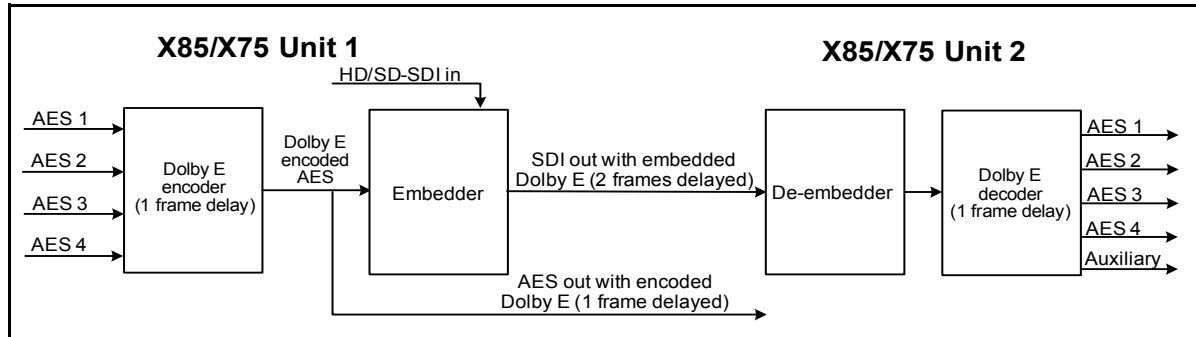 X85/X75 Unit 1
X85/X75 Unit 2
HD/SD-SDI in
AES 1
AES 2
AES 3
AES 4
Dolby E
encoder
(1 frame delay)
Dolby E
encoded
AES
Embedder
SDI out with embedded
Dolby E (2 frames delayed)
AES out with encoded
Dolby E (1 frame delayed)
De-embedder
Dolby E
decoder
(1 frame delay)
AES 1
AES 2
AES 3
AES 4
Auxiliary